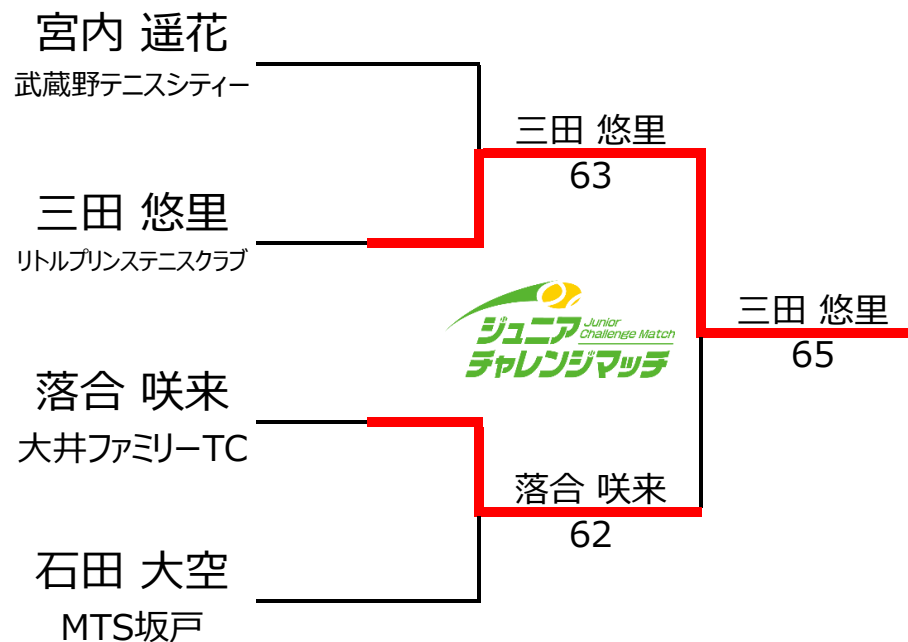 宮内 遥花
武蔵野テニスシティー
三田 悠里
63
三田 悠里
リトルプリンステニスクラブ
ジュニア
Junior
Challenge Match
チャレンジマッチ
三田 悠里
65
落合 咲来
大井ファミリーTC
落合 咲来
62
石田 大空
MTS坂戸